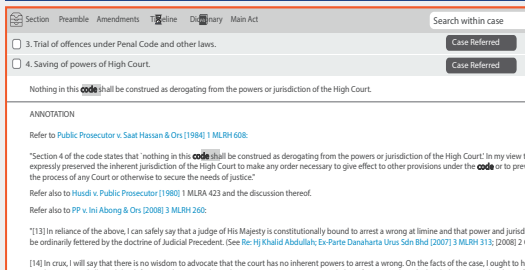 Section Preamble Amendments Timeline Dictionary Main Act Search within case
3. Trial of offences under Penal Code and other laws. Case Referred
4. Saving of powers of High Court. Case Referred
Nothing in this code shall be construed as derogating from the powers or jurisdiction of the High Court.
ANNOTATION
Refer to Public Prosecutor v. Saat Hassan & Ors [1984] 1 MLRH 608:
"Section 4 of the code states that `nothing in this code shall be construed as derogating from the powers or jurisdiction of the High Court.' In my view
expressly preserved the inherent jurisdiction of the High Court to make any order necessary to give effect to other provisions under the code or to
the process of any Court or otherwise to secure the needs of justice."
Refer also to Husdi v. Public Prosecutor [1980] 1 MLRA 423 and the discussion thereof.
Refer also to PP v. Ini Abong & Ors [2008] 3 MLRH 260:
"[13] In reliance of the above, I can safely say that a judge of His Majesty is constitutionally bound to arrest a wrong at limine and that power and
be ordinarily fettered by the doctrine of Judicial Precedent. (See Re: Hj Khalid Abdullah; Ex-Parte Danaharta Urus Sdn Bhd [2007] 3 MLRH 313; [2008] 2
[14] In crux, I will say that there is no wisdom to advocate that the court has no inherent powers to arrest a wrong. On the facts of the case, I ought to